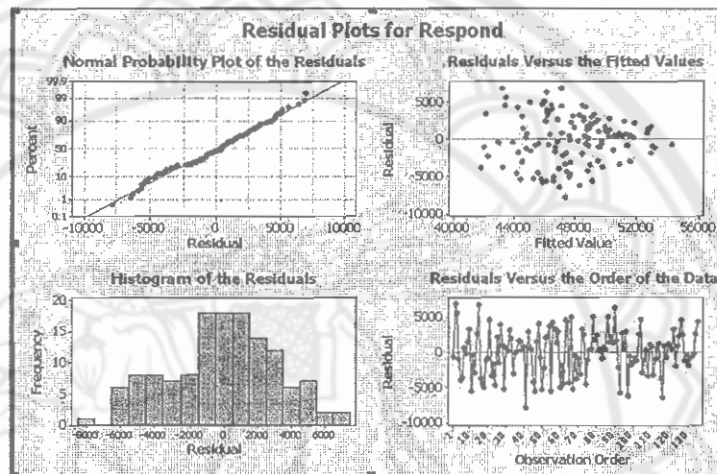 Residual Plots for Respond
Normal Probability Plot of the Residuals
99.9
99
90
50
10
1
0.1
Percent
-10000 -5000 0 5000 10000
Residual
Residuals Versus the Fitted Values
5000
0
-5000
-10000
Residual
40000 44000 48000 52000 56000
Fitted Value
Histogram of the Residuals
20
15
10
5
0
Frequency
-8000 -6000 -4000 -2000 0 2000 4000 6000
Residual
Residuals Versus the Order of the Data
5000
0
-5000
-10000
Residual
Observation Order